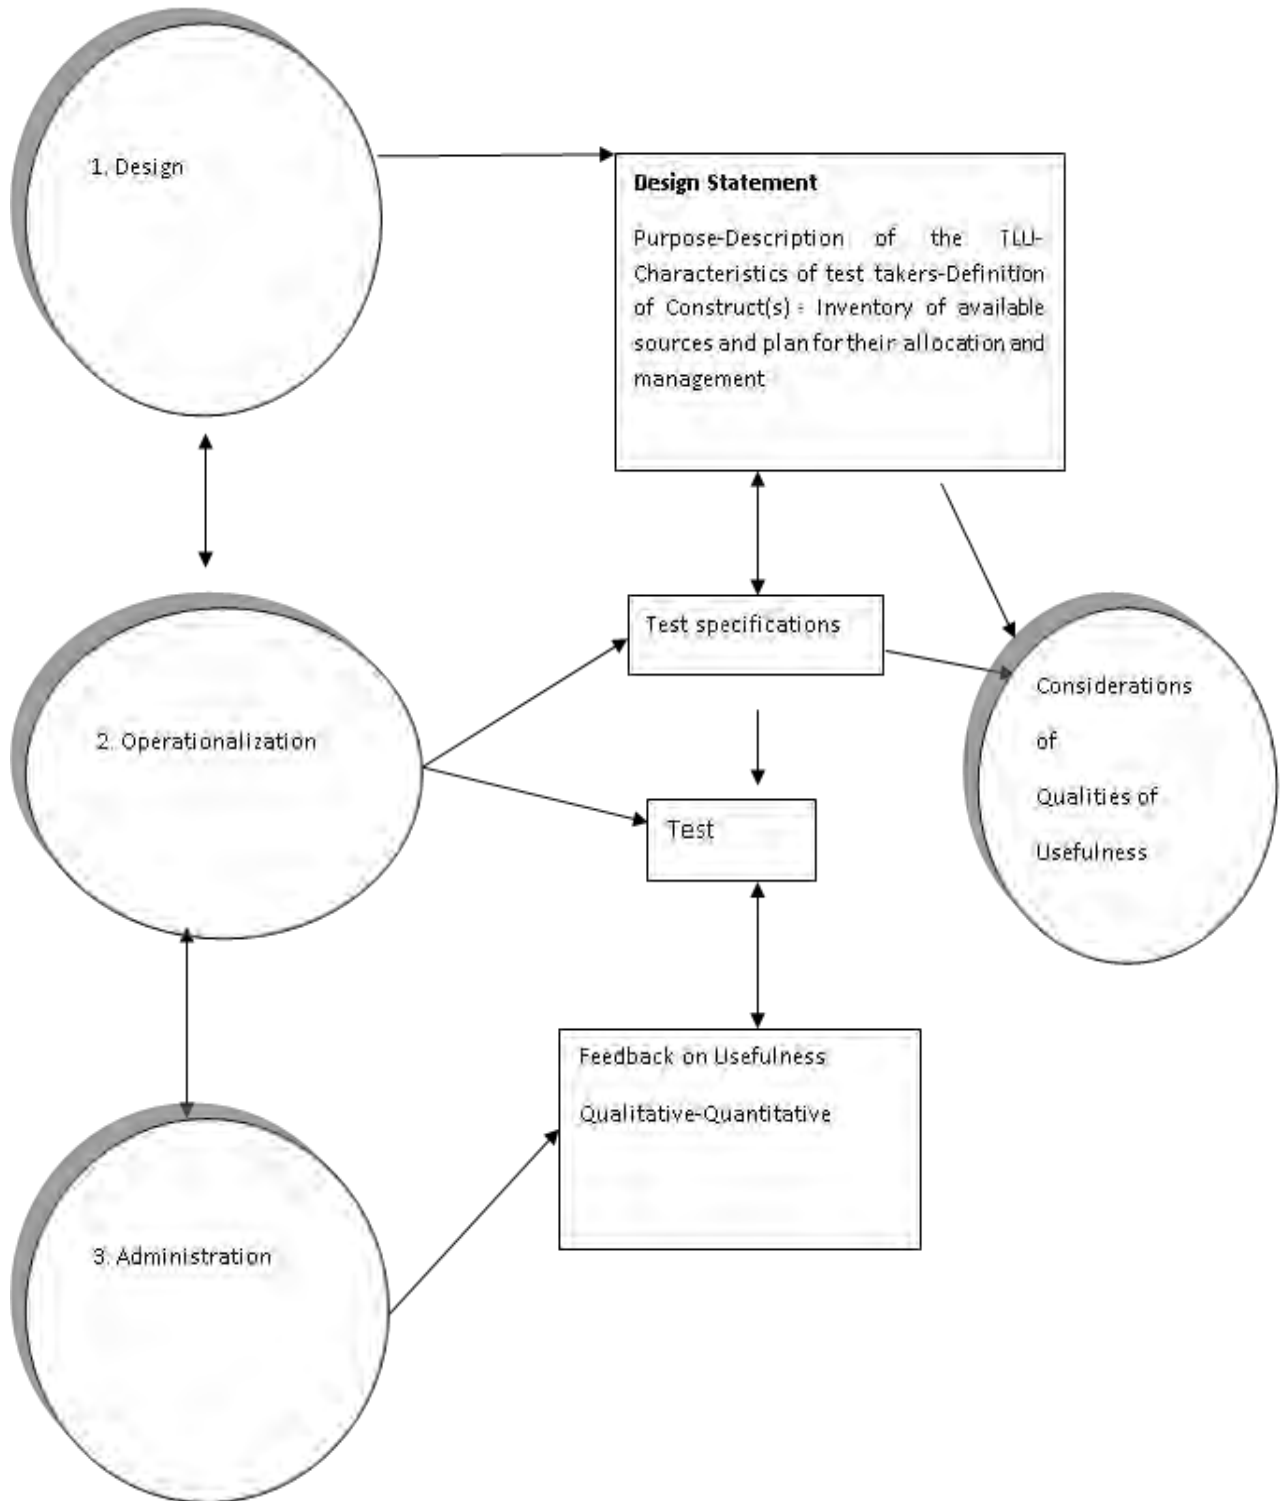 1. Design
Design Statement
Purpose-Description of the TLU-
Characteristics of test takers-Definition
of Construct(s) - Inventory of available
sources and plan for their allocation and
management
Test specifications
2. Operationalization
Considerations
of
Qualities of
Usefulness
Test
Feedback on Usefulness
Qualitative-Quantitative
3. Administration